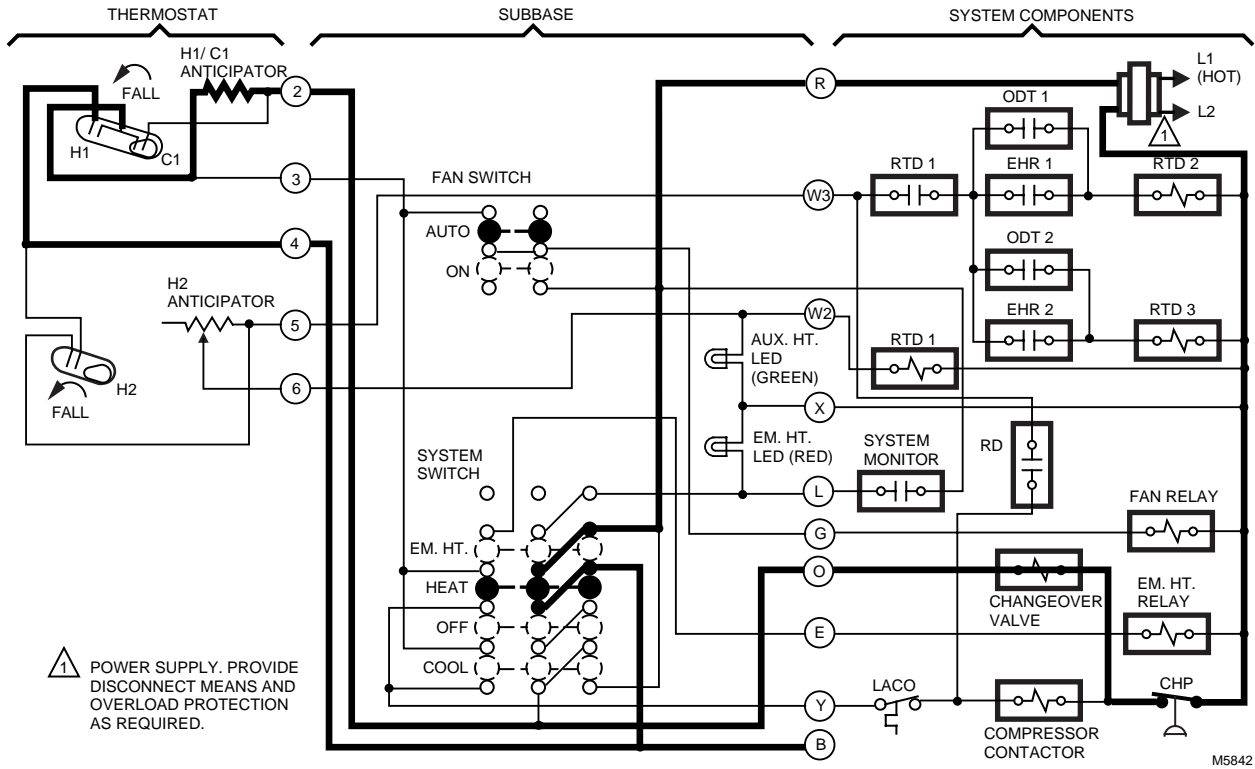 THERMOSTAT
SUBBASE
SYSTEM COMPONENTS
H1/ C1
ANTICIPATOR
FALL
H1
C1
2
3
4
H2
ANTICIPATOR
5
6
H2
FALL
FAN SWITCH
AUTO
ON
AUX. HT.
LED
(GREEN)
EM. HT.
LED (RED)
SYSTEM
SWITCH
EM. HT.
HEAT
OFF
COOL
R
W3
W2
X
L
G
O
E
Y
B
L1
(HOT)
L2
1
ODT 1
RTD 1
EHR 1
RTD 2
ODT 2
EHR 2
RTD 3
RTD 1
SYSTEM
MONITOR
RD
FAN RELAY
CHANGEOVER
VALVE
EM. HT.
RELAY
LACO
CHP
COMPRESSOR
CONTACTOR
1
POWER SUPPLY. PROVIDE
DISCONNECT MEANS AND
OVERLOAD PROTECTION
AS REQUIRED.
M5842